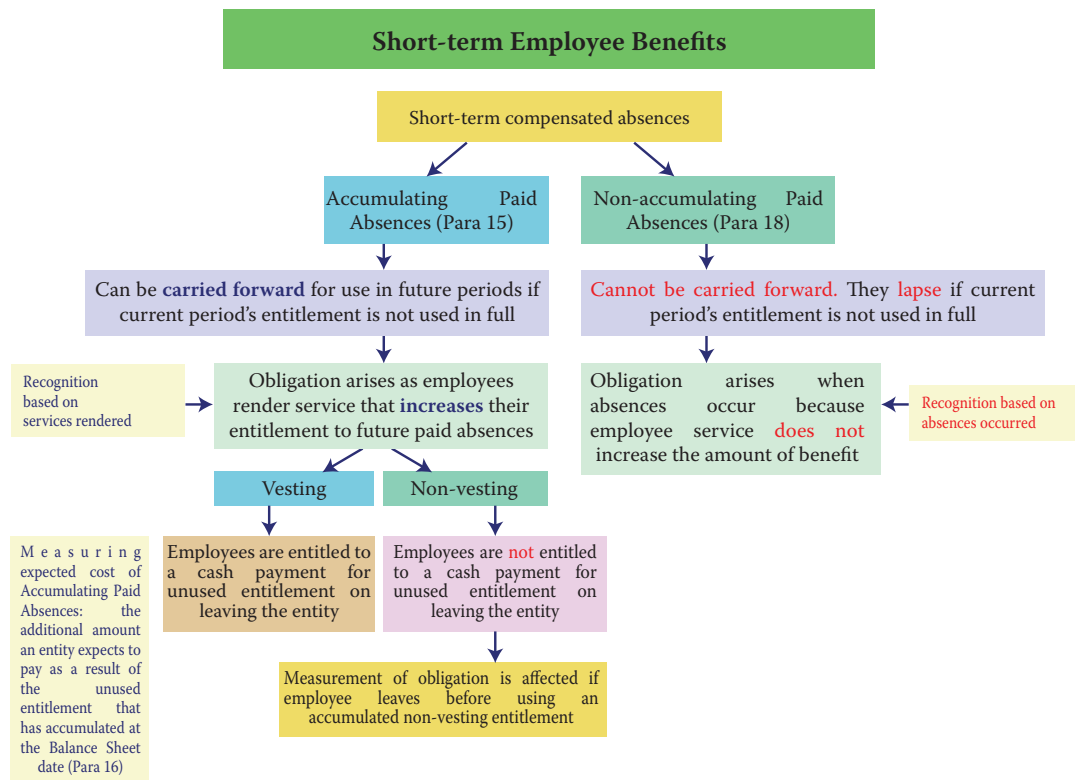 Short-term Employee Benefits
Short-term compensated absences
Accumulating Paid
Absences (Para 15)
Non-accumulating Paid
Absences (Para 18)
Can be carried forward for use in future periods if
current period's entitlement is not used in full
Cannot be carried forward. They lapse if current
period's entitlement is not used in full
Recognition
based on
services rendered
Obligation arises as employees
render service that increases their
entitlement to future paid absences
Obligation arises when
absences occur because
employee service does not
increase the amount of benefit
Recognition based on
absences occurred
Vesting
Non-vesting
Measuring
expected cost of
Accumulating Paid
Absences: the
additional amount
an entity expects to
pay as a result of
the unused
entitlement that
has accumulated at
the Balance Sheet
date (Para 16)
Employees are entitled to
a cash payment for
unused entitlement on
leaving the entity
Employees are not entitled
to a cash payment for
unused entitlement on
leaving the entity
Measurement of obligation is affected if
employee leaves before using an
accumulated non-vesting entitlement